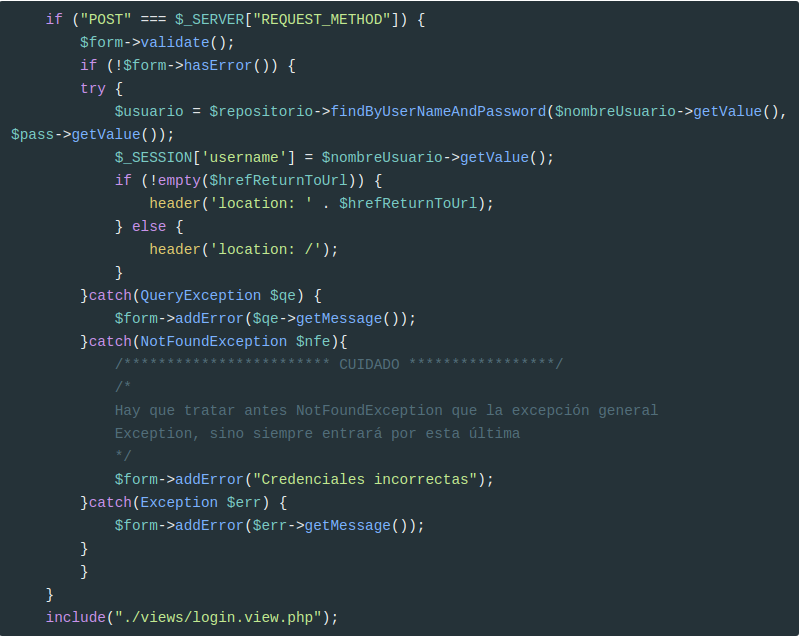 if ("POST" === $_SERVER["REQUEST_METHOD"]) {
$form->validate();
if (!$form->hasError()) {
try {
$usuario = $repositorio->findByUserNameAndPassword($nombreUsuario->getValue(),
$pass->getValue());
$_SESSION['username'] = $nombreUsuario->getValue();
if (!empty($hrefReturnToUrl)) {
header('location: ' . $hrefReturnToUrl);
} else {
header('location: /');
}
}catch(QueryException $qe) {
$form->addError($qe->getMessage());
}catch(NotFoundException $nfe){
/************************ CUIDADO *****************/
/*
Hay que tratar antes NotFoundException que la excepción general
Exception, sino siempre entrará por esta última
*/
$form->addError("Credenciales incorrectas");
}catch(Exception $err) {
$form->addError($err->getMessage());
}
}
}
include("./views/login.view.php");